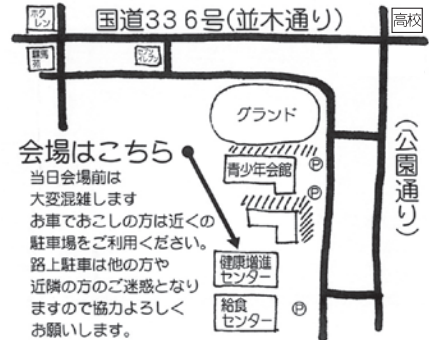 ホク
レン
国道336号(並木通り)
高校
セブン
イレブン
グランド
(公園通り)
会場はこちら
青少年会館
Ⓟ
Ⓟ
当日会場前は
大変混雑します
お車でおこしの方は近くの
駐車場をご利用ください。
路上駐車は他の方や
近隣の方のご迷惑となり
ますので協力よろしく
お願いします。
健康増進
センター
給食
センター
Ⓟ